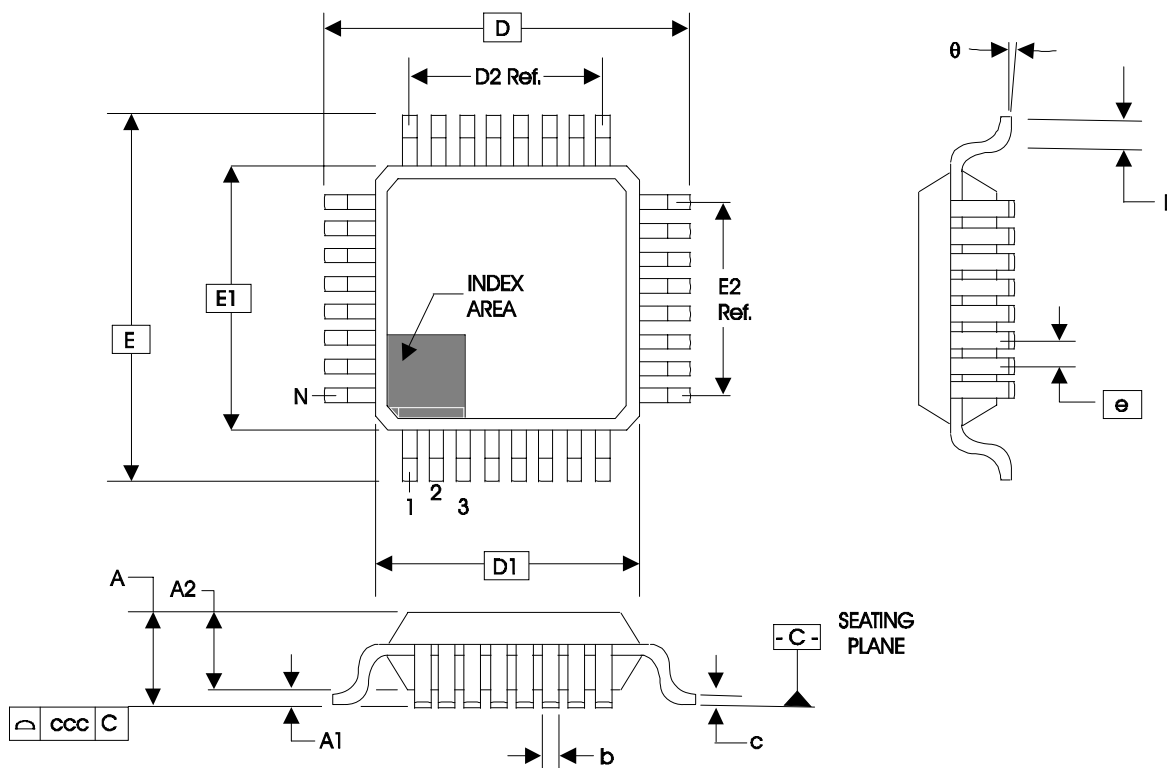 D
θ
D2 Ref.
INDEX
AREA
E2
Ref.
E1
E
N
e
1
2
3
D1
A
A2
SEATING
PLANE
- C -
ccc C
A1
b
c